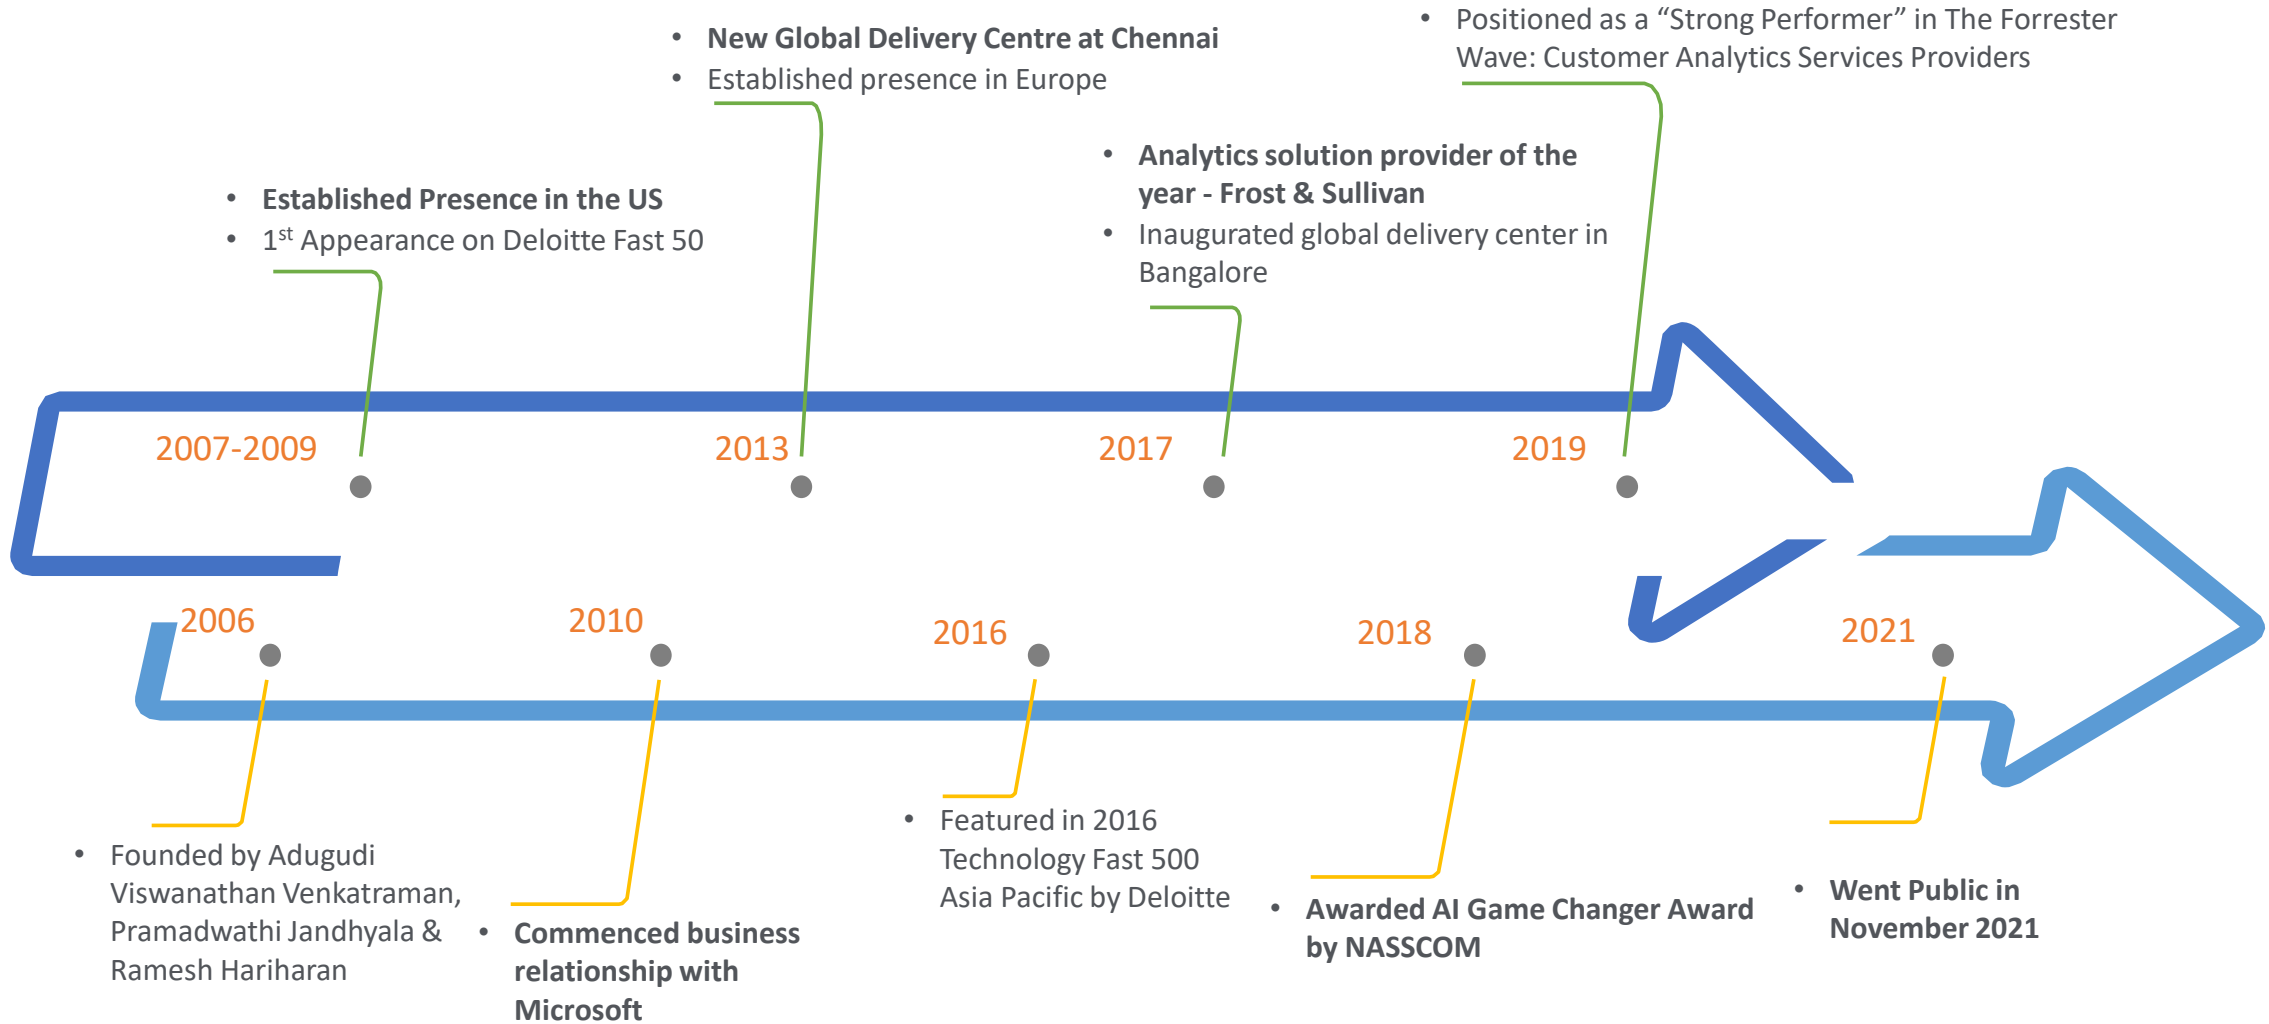 • Positioned as a “Strong Performer” in The Forrester
Wave: Customer Analytics Services Providers
• New Global Delivery Centre at Chennai
• Established presence in Europe
• Analytics solution provider of the
year - Frost & Sullivan
• Inaugurated global delivery center in
Bangalore
• Established Presence in the US
• 1st Appearance on Deloitte Fast 50
2007-2009
2013
2017
2019
2006
2010
2016
2018
2021
• Founded by Adugudi
Viswanathan Venkatraman,
Pramadwathi Jandhyala &
Ramesh Hariharan
• Commenced business
relationship with
Microsoft
• Featured in 2016
Technology Fast 500
Asia Pacific by Deloitte
• Awarded AI Game Changer Award
by NASSCOM
• Went Public in
November 2021